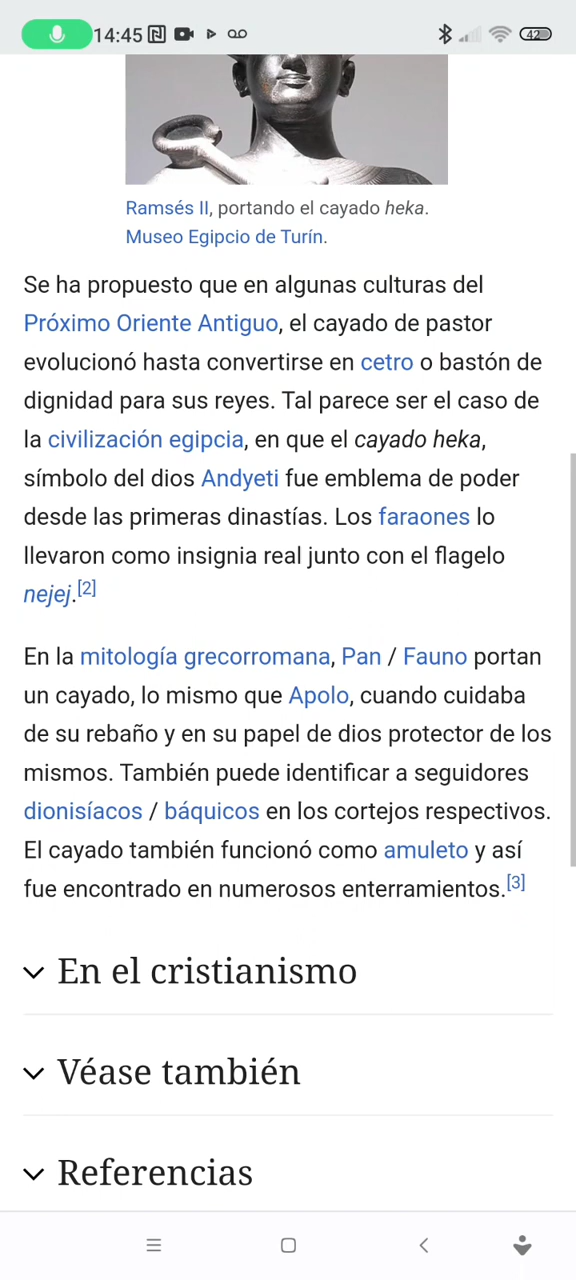 14:45
42
Ramsés II, portando el cayado heka.
Museo Egipcio de Turín.
Se ha propuesto que en algunas culturas del
Próximo Oriente Antiguo, el cayado de pastor
evolucionó hasta convertirse en cetro o bastón de
dignidad para sus reyes. Tal parece ser el caso de
la civilización egipcia, en que el cayado heka,
símbolo del dios Andyeti fue emblema de poder
desde las primeras dinastías. Los faraones lo
llevaron como insignia real junto con el flagelo
nejej.[2]
En la mitología grecorromana, Pan / Fauno portan
un cayado, lo mismo que Apolo, cuando cuidaba
de su rebaño y en su papel de dios protector de los
mismos. También puede identificar a seguidores
dionisíacos / báquicos en los cortejos respectivos.
El cayado también funcionó como amuleto y así
fue encontrado en numerosos enterramientos.[3]
En el cristianismo
Véase también
Referencias